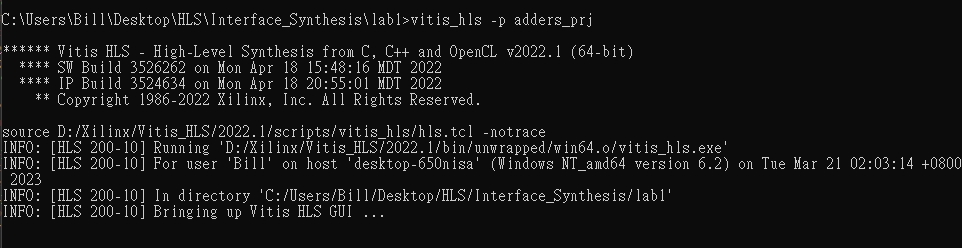 C:\Users\Bill\Desktop\HLS\Interface_Synthesis\lab1>vitis_hls -p adders_prj
****** Vitis HLS - High-Level Synthesis from C, C++ and OpenCL v2022.1 (64-bit)
**** SW Build 3526262 on Mon Apr 18 15:48:16 MDT 2022
**** IP Build 3524634 on Mon Apr 18 20:55:01 MDT 2022
** Copyright 1986-2022 Xilinx, Inc. All Rights Reserved.
source D:/Xilinx/Vitis_HLS/2022.1/scripts/vitis_hls/hls.tcl -notrace
INFO: [HLS 200-10] Running 'D:/Xilinx/Vitis_HLS/2022.1/bin/unwrapped/win64.o/vitis_hls.exe'
INFO: [HLS 200-10] For user 'Bill' on host 'desktop-650nisa' (Windows NT_amd64 version 6.2) on Tue Mar 21 02:03:14 +0800
2023
INFO: [HLS 200-10] In directory 'C:/Users/Bill/Desktop/HLS/Interface_Synthesis/lab1'
INFO: [HLS 200-10] Bringing up Vitis HLS GUI ...